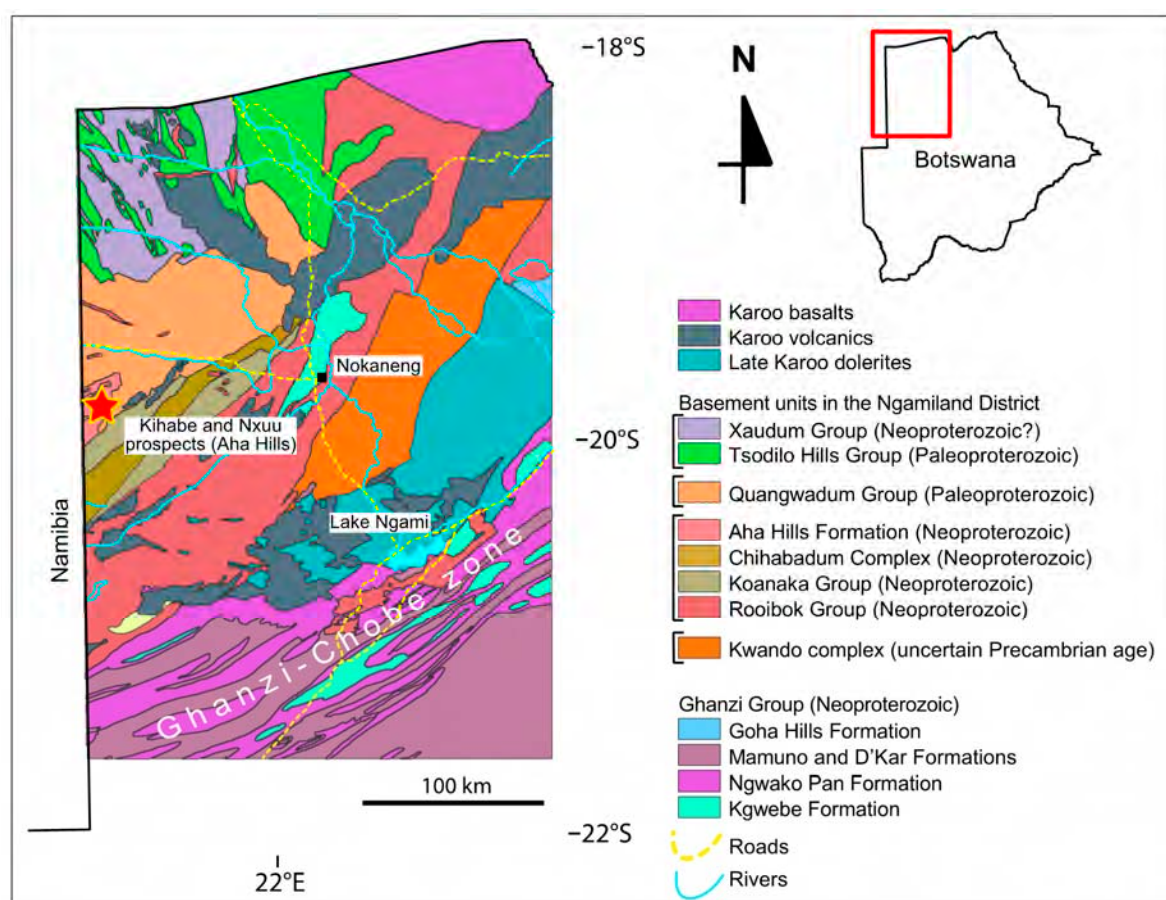 −18°S
N
Botswana
Nokaneng
Kihabe and Nxuu
prospects (Aha Hills)
−20°S
Lake Ngami
Namibia
Ghanzi-Chobe zone
100 km
−22°S
22°E
Karoo basalts
Karoo volcanics
Late Karoo dolerites
Basement units in the Ngamiland District
Xaudum Group (Neoproterozoic?)
Tsodilo Hills Group (Paleoproterozoic)
Quangwadum Group (Paleoproterozoic)
Aha Hills Formation (Neoproterozoic)
Chihabadum Complex (Neoproterozoic)
Koanaka Group (Neoproterozoic)
Rooibok Group (Neoproterozoic)
Kwando complex (uncertain Precambrian age)
Ghanzi Group (Neoproterozoic)
Goha Hills Formation
Mamuno and D'Kar Formations
Ngwako Pan Formation
Kgwebe Formation
Roads
Rivers